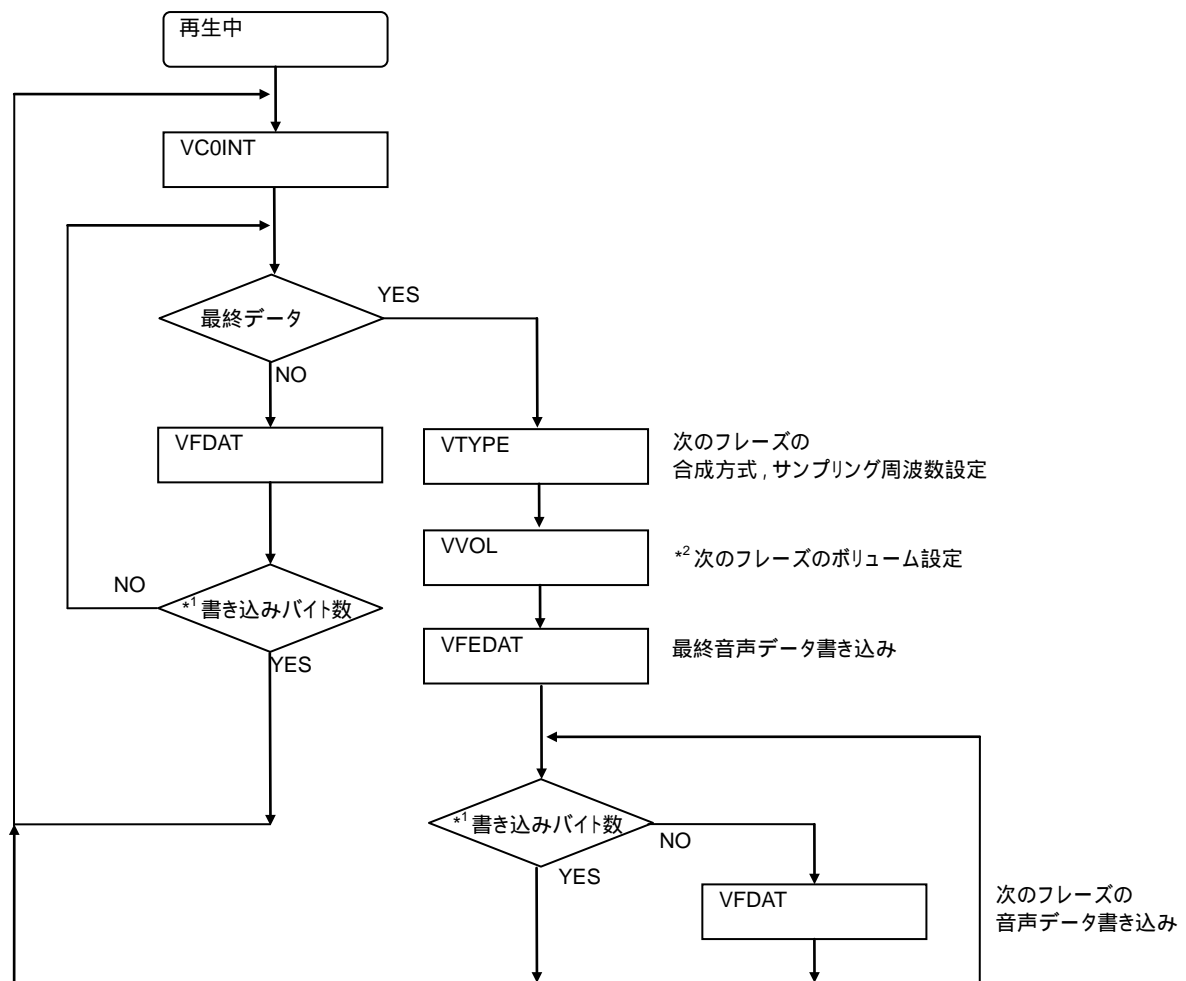 再生中
VC0INT
YES
最終データ
NO
VFDAT
VTYPE
次のフレーズの
合成方式,サンプリング周波数設定
VVOL
*2 次のフレーズのボリューム設定
NO
*1 書き込みバイト数
YES
VFEDAT
最終音声データ書き込み
*1 書き込みバイト数
NO
YES
VFDAT
次のフレーズの
音声データ書き込み